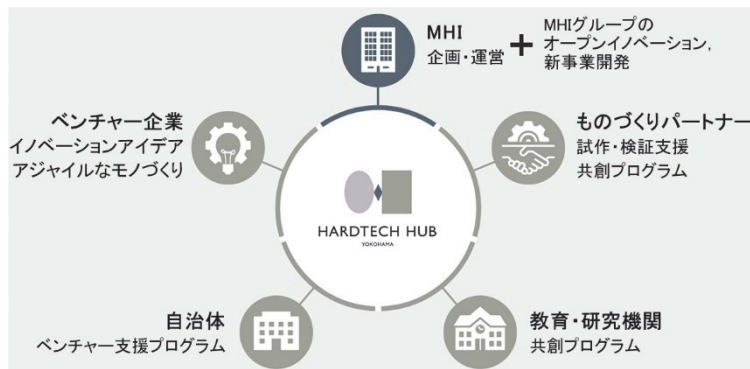 MHI
企画・運営
+
MHIグループの
オープンイノベーション,
新事業開発
ベンチャー企業
イノベーションアイデア
アジャイルなモノづくり
ものづくりパートナー
試作・検証支援
共創プログラム
HARDTECH HUB
YOKOHAMA
自治体
ベンチャー支援プログラム
教育・研究機関
共創プログラム